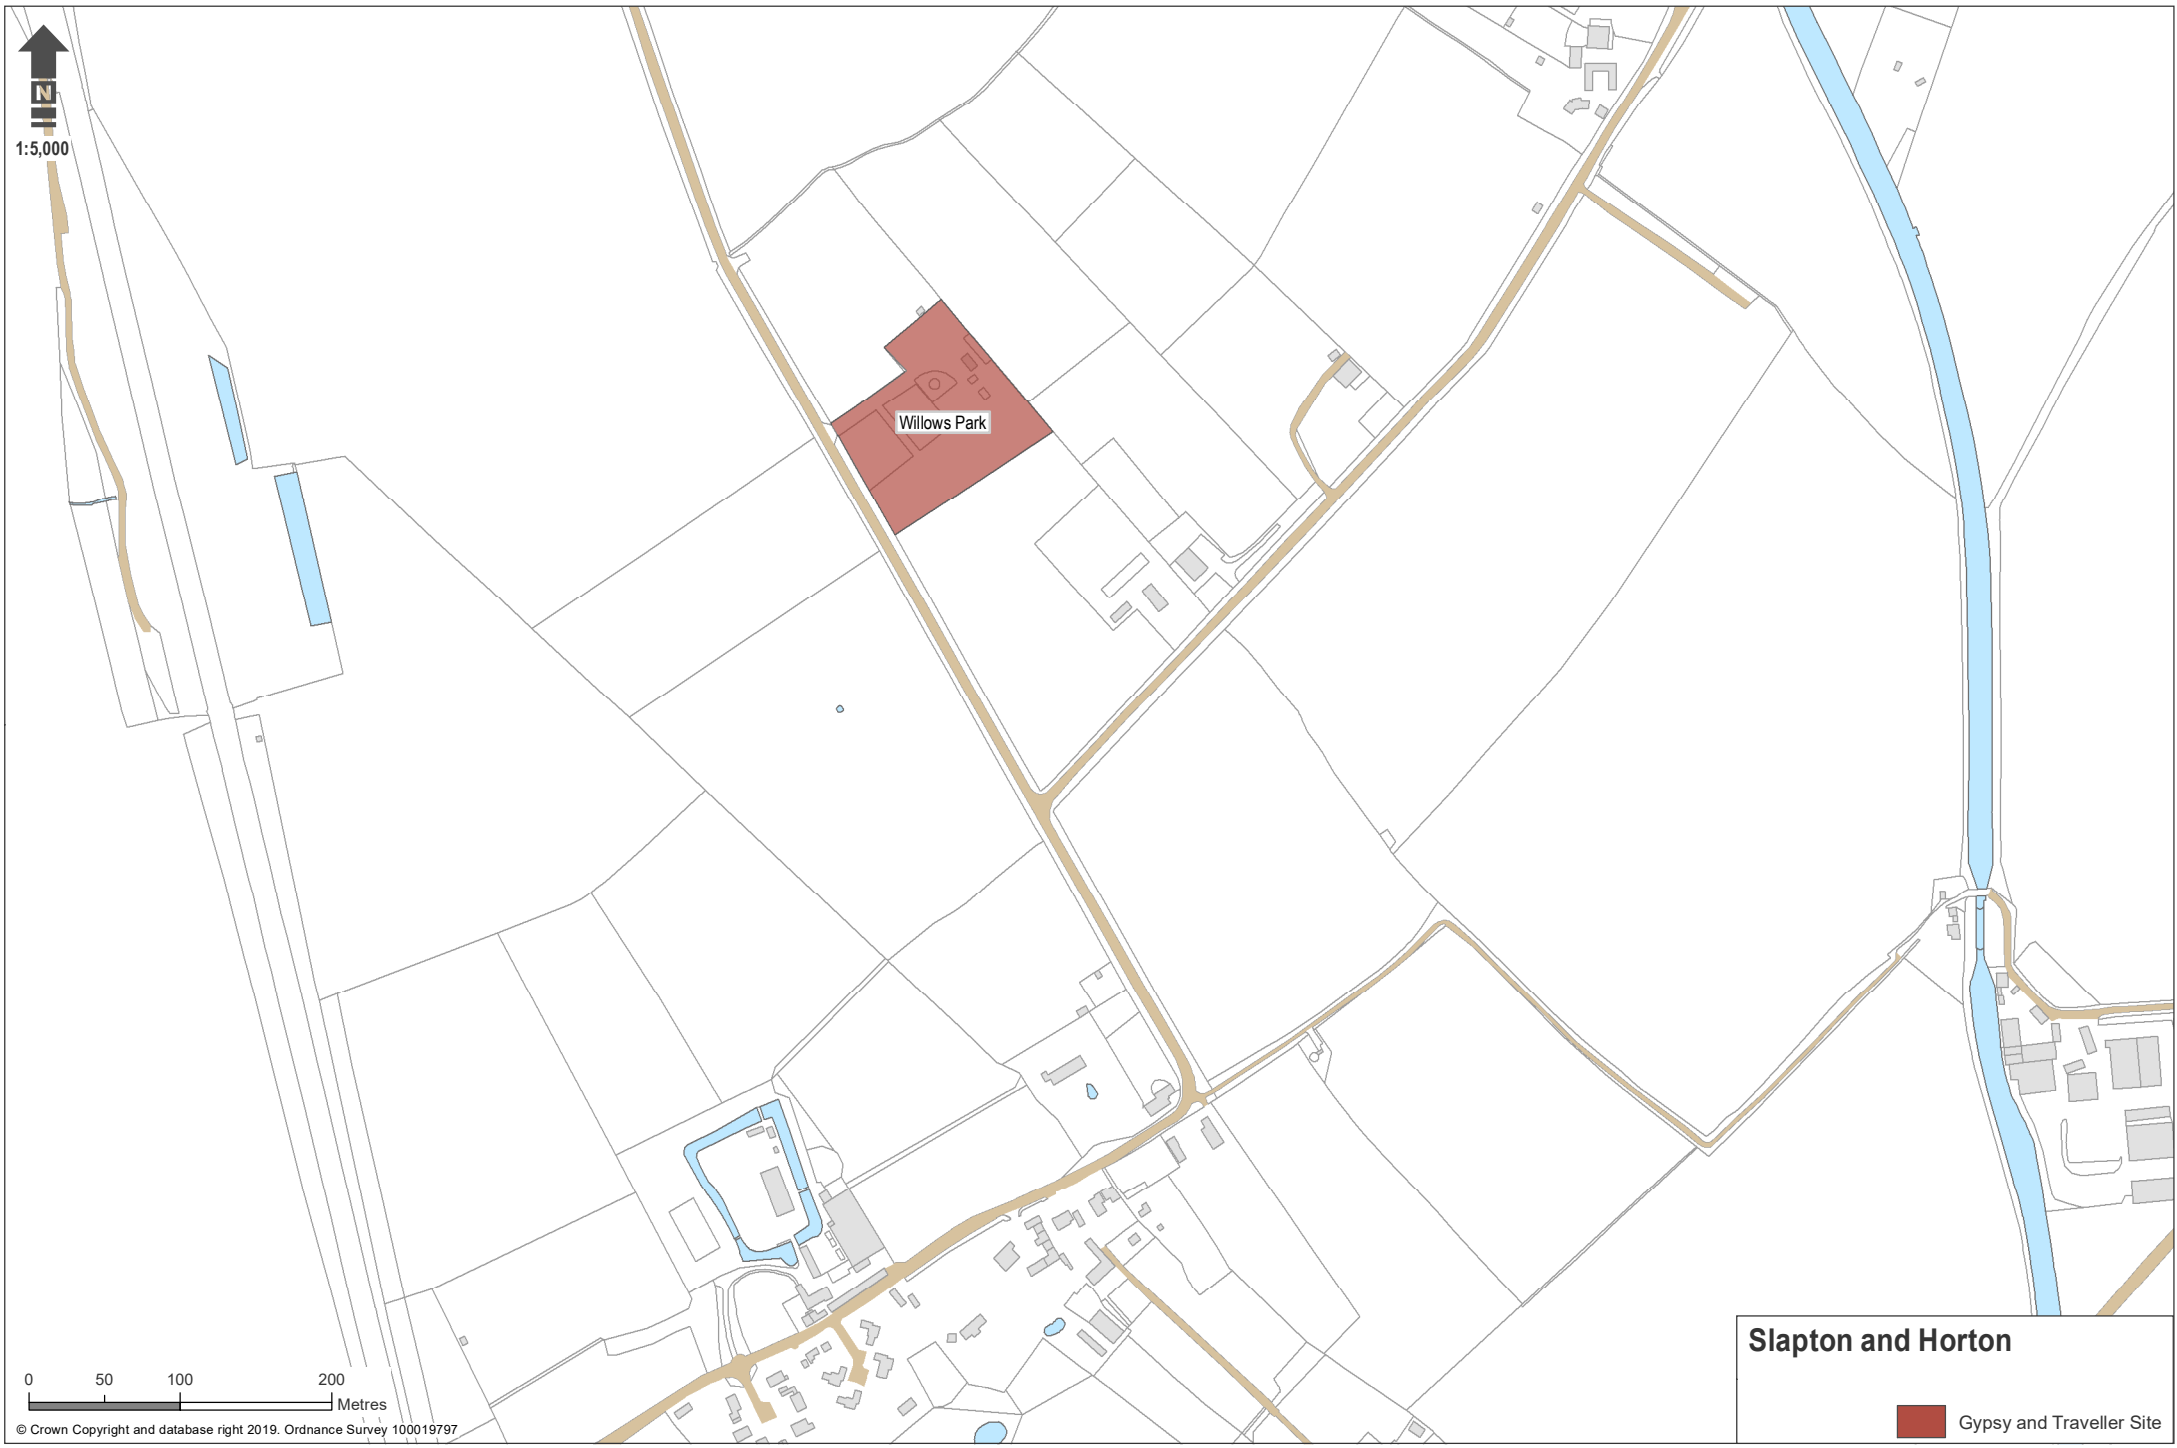 N
1:5,000
Willows Park
Slapton and Horton
Gypsy and Traveller Site
0 50 100 200
Metres
© Crown Copyright and database right 2019. Ordnance Survey 100019797